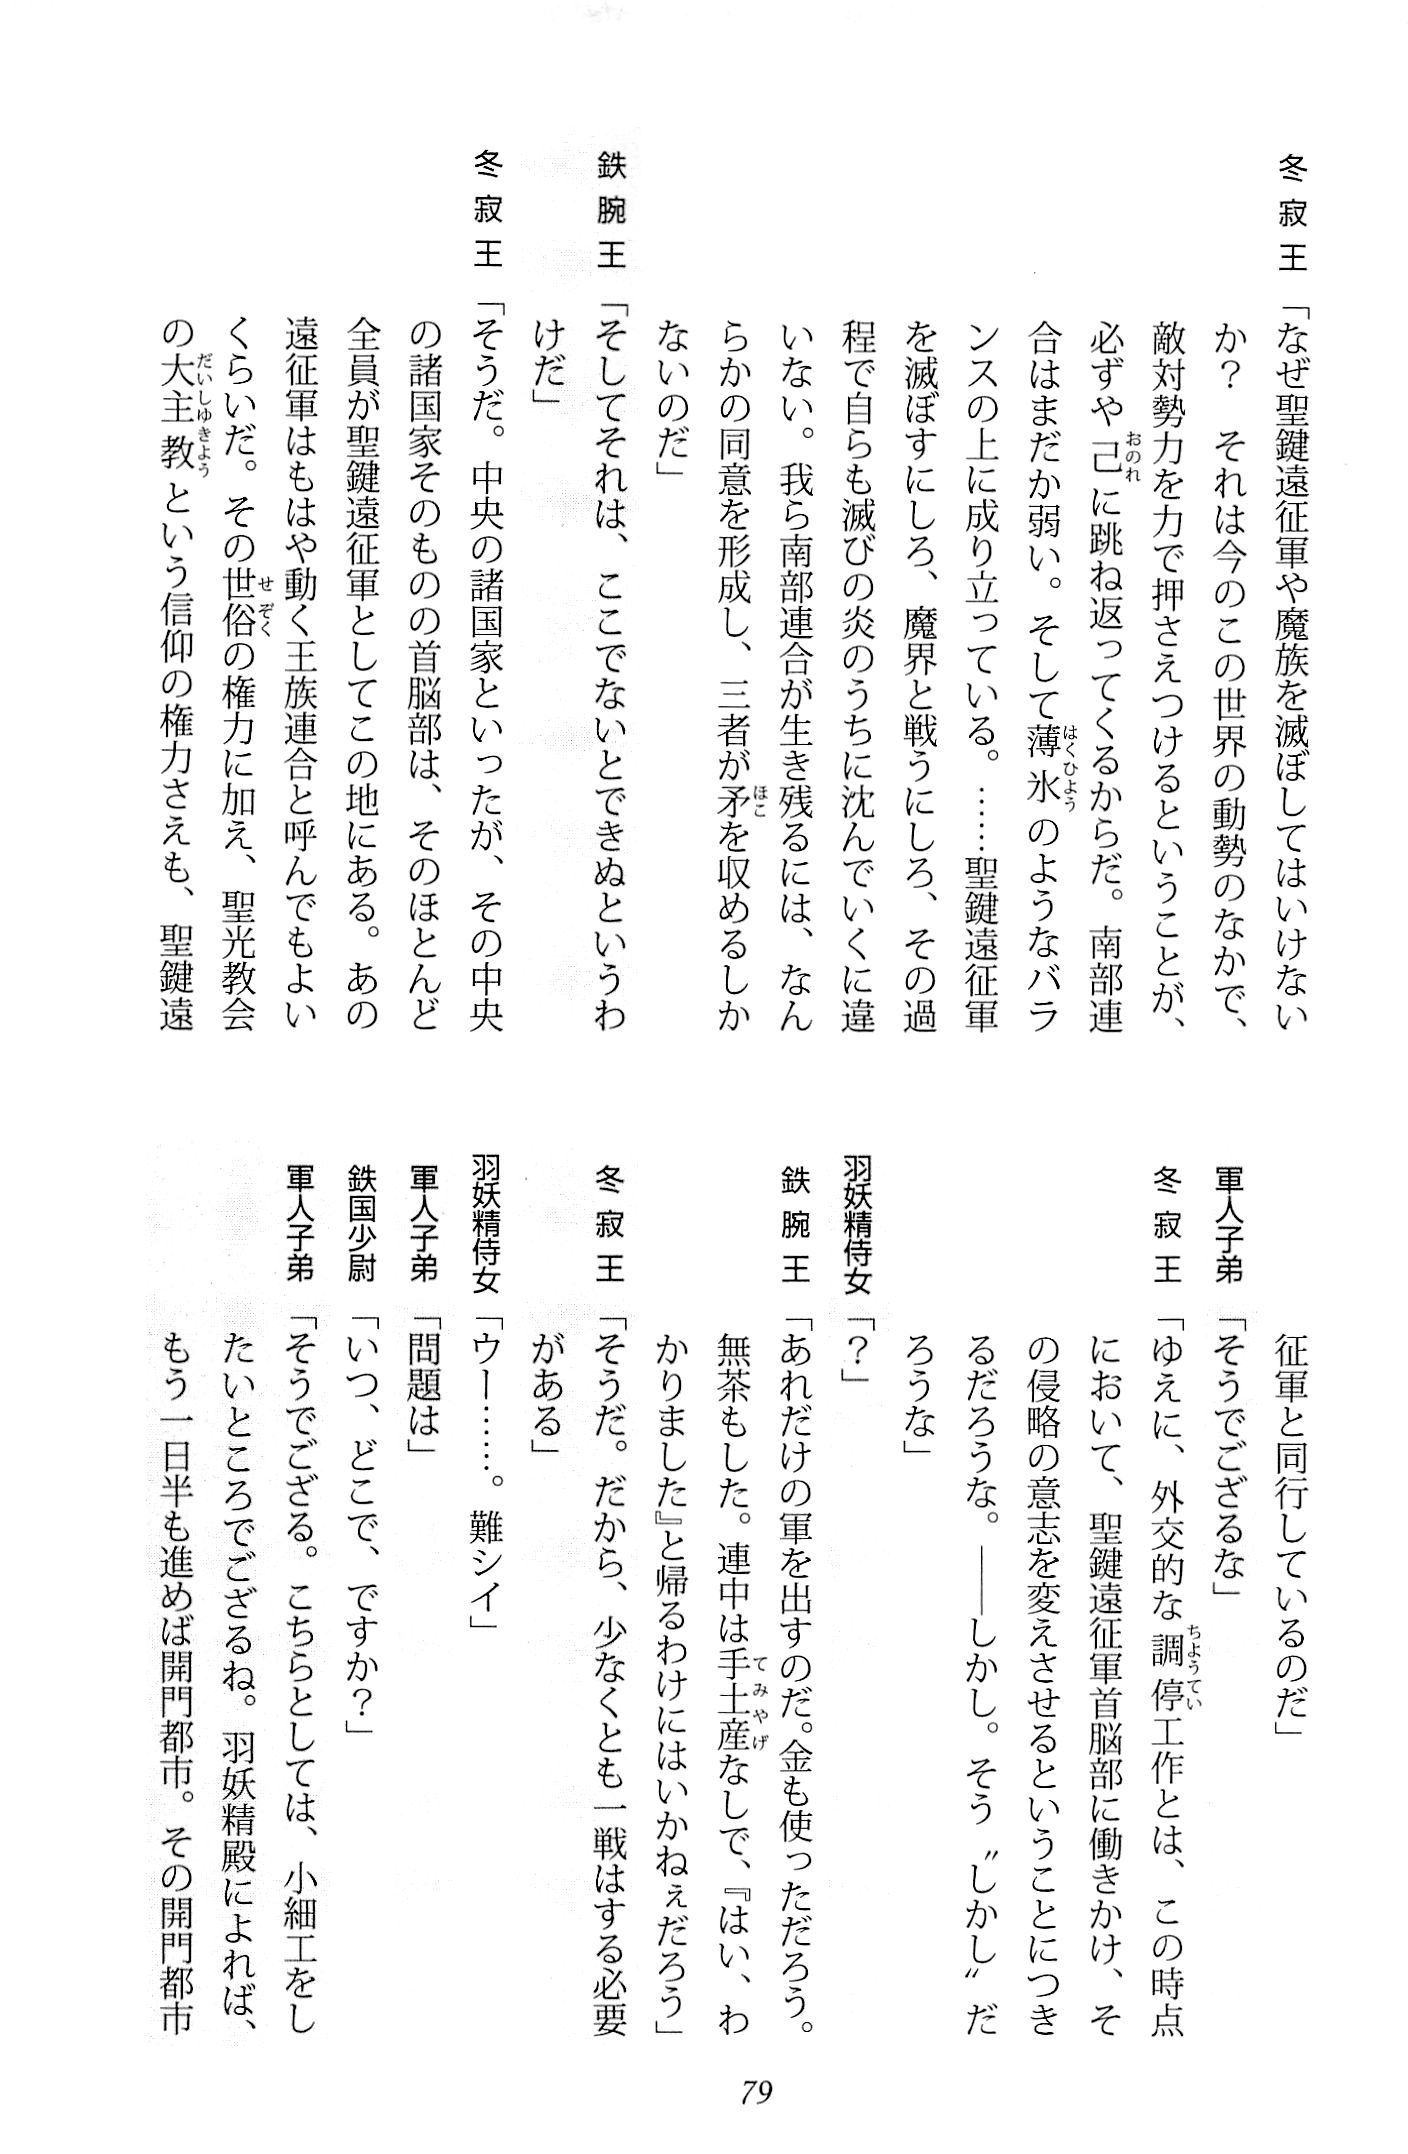 冬寂王「なぜ聖鍵遠征軍や魔族を滅ぼしてはいけない
か？　それは今のこの世界の動勢のなかで、
敵対勢力を力で押さえつけるということが、
必ずや己に跳ね返ってくるからだ。南部連
合はまだか弱い。そして薄氷のようなバラ
ンスの上に成り立っている。……聖鍵遠征軍
を滅ぼすにしろ、魔界と戦うにしろ、その過
程で自らも滅びの炎のうちに沈んでいくに違
いない。我ら南部連合が生き残るには、なん
らかの同意を形成し、三者が矛を収めるしか
ないのだ」
鉄腕王「そしてそれは、ここでないとできぬというわ
けだ」
冬寂王「そうだ。中央の諸国家といったが、その中央
の諸国家そのものの首脳部は、そのほとんど
全員が聖鍵遠征軍としてこの地にある。あの
遠征軍はもはや動く王族連合と呼んでもよい
くらいだ。その世俗の権力に加え、聖光教会
の大主教という信仰の権力さえも、聖鍵遠
征軍と同行しているのだ」
軍人子弟「そうでござるな」
冬寂王「ゆえに、外交的な調停工作とは、この時点
において、聖鍵遠征軍首脳部に働きかけ、そ
の侵略の意志を変えさせるということにつき
るだろうな。――しかし。そう〝しかし〟だ
ろうな」
羽妖精侍女「？」
鉄腕王「あれだけの軍を出すのだ。金も使っただろう。
無茶もした。連中は手土産なしで、『はい、わ
かりました』と帰るわけにはいかねぇだろう」
冬寂王「そうだ。だから、少なくとも一戦はする必要
がある」
羽妖精侍女「ウー……。難シイ」
軍人子弟「問題は」
鉄国少尉「いつ、どこで、ですか？」
軍人子弟「そうでござる。こちらとしては、小細工をし
たいところでござるね。羽妖精殿によれば、
もう一日半も進めば開門都市。その開門都市
79